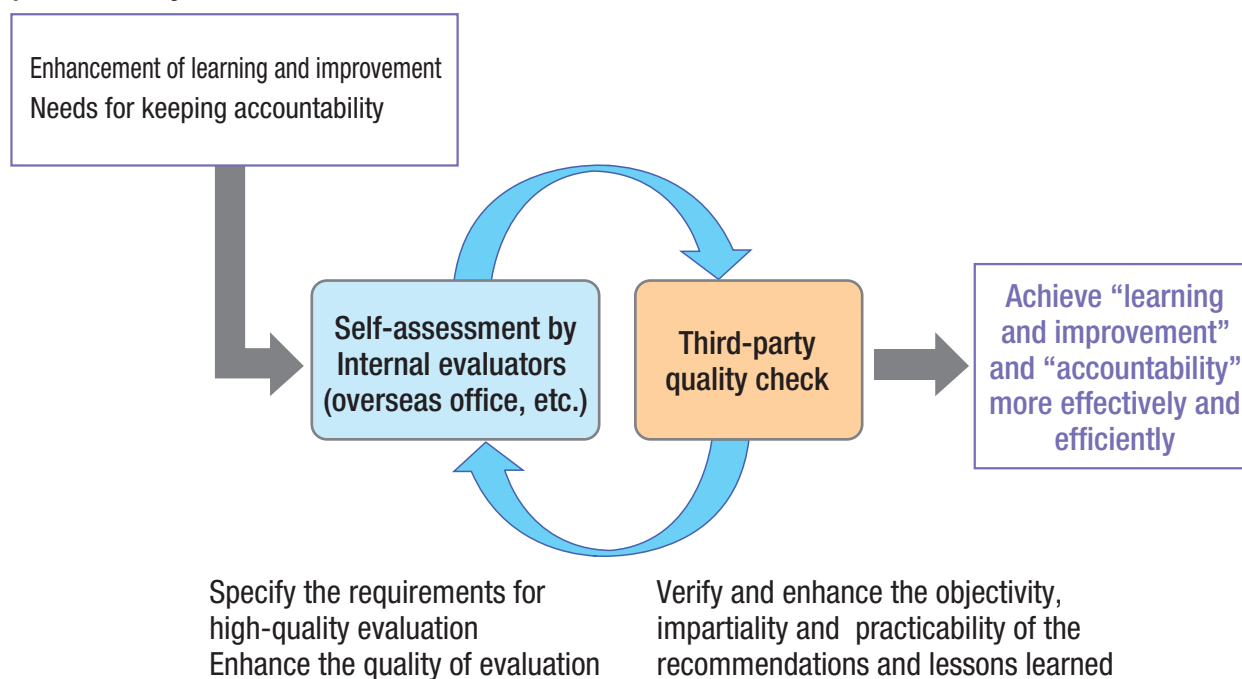 Enhancement of learning and improvement
Needs for keeping accountability
Self-assessment by
Internal evaluators
(overseas office, etc.)
Third-party
quality check
Achieve “learning
and improvement”
and “accountability”
more effectively and
efficiently
Specify the requirements for
high-quality evaluation
Enhance the quality of evaluation
Verify and enhance the objectivity,
impartiality and practicability of the
recommendations and lessons learned